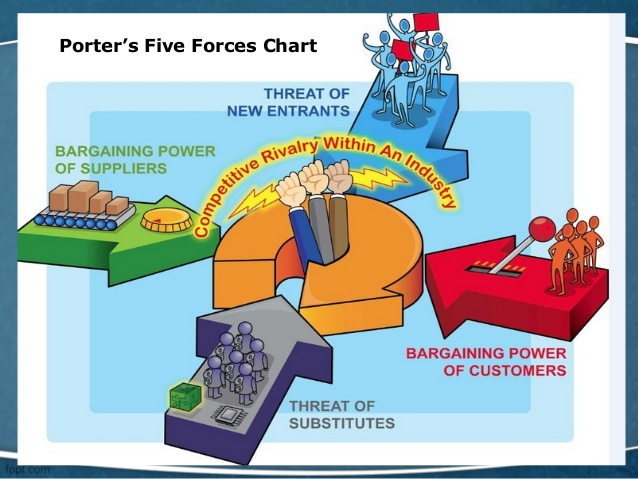 Porter’s Five Forces Chart
THREAT OF
NEW ENTRANTS
BARGAINING POWER
OF SUPPLIERS
Competitive Rivalry Within An Industry
BARGAINING POWER
OF CUSTOMERS
THREAT OF
SUBSTITUTES
fppt.com